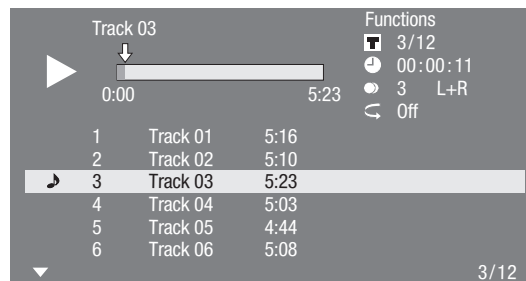 Track 03
0:00 5:23
Functions
T 3/12
00:00:11
3 L+R
Off
1 Track 01 5:16
2 Track 02 5:10
3 Track 03 5:23
4 Track 04 5:03
5 Track 05 4:44
6 Track 06 5:08
3/12